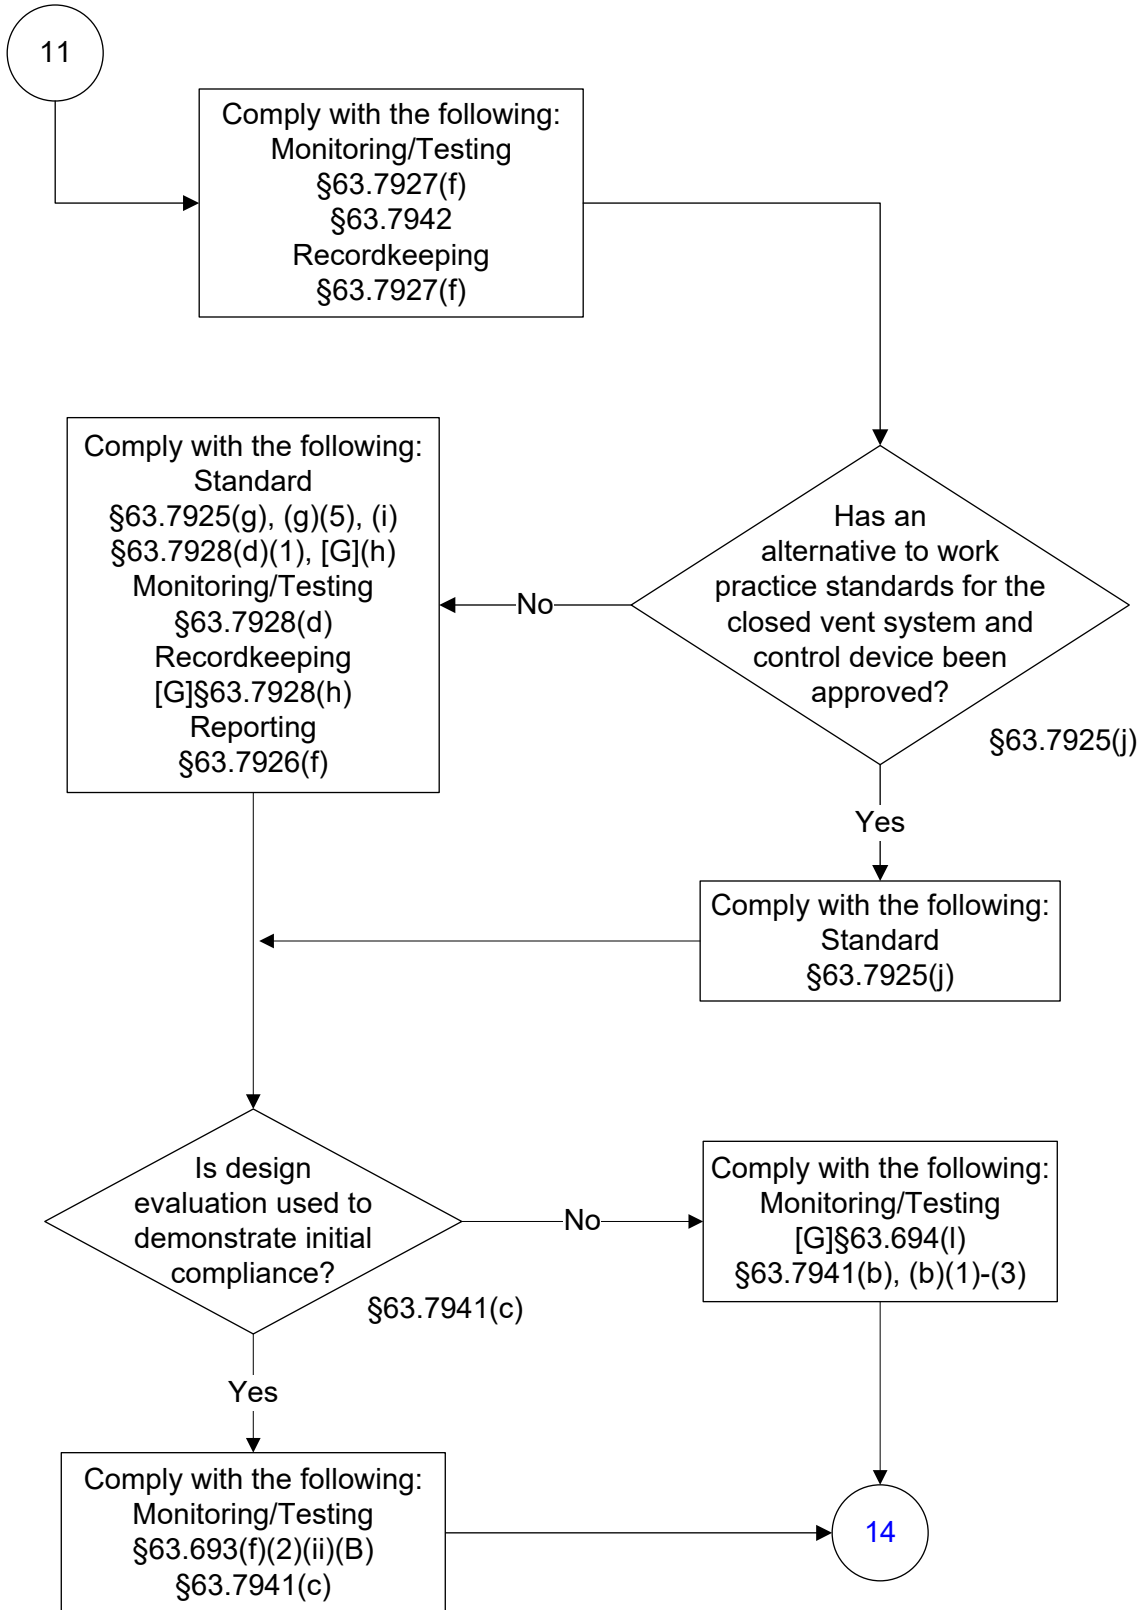 11
Comply with the following:
Monitoring/Testing
§63.7927(f)
§63.7942
Recordkeeping
§63.7927(f)
Has an
alternative to work
practice standards for the
closed vent system and
control device been
approved?
§63.7925(j)
No
Comply with the following:
Standard
§63.7925(g), (g)(5), (i)
§63.7928(d)(1), [G](h)
Monitoring/Testing
§63.7928(d)
Recordkeeping
[G]§63.7928(h)
Reporting
§63.7926(f)
Yes
Comply with the following:
Standard
§63.7925(j)
Is design
evaluation used to
demonstrate initial
compliance?
§63.7941(c)
No
Comply with the following:
Monitoring/Testing
[G]§63.694(l)
§63.7941(b), (b)(1)-(3)
Yes
Comply with the following:
Monitoring/Testing
§63.693(f)(2)(ii)(B)
§63.7941(c)
14